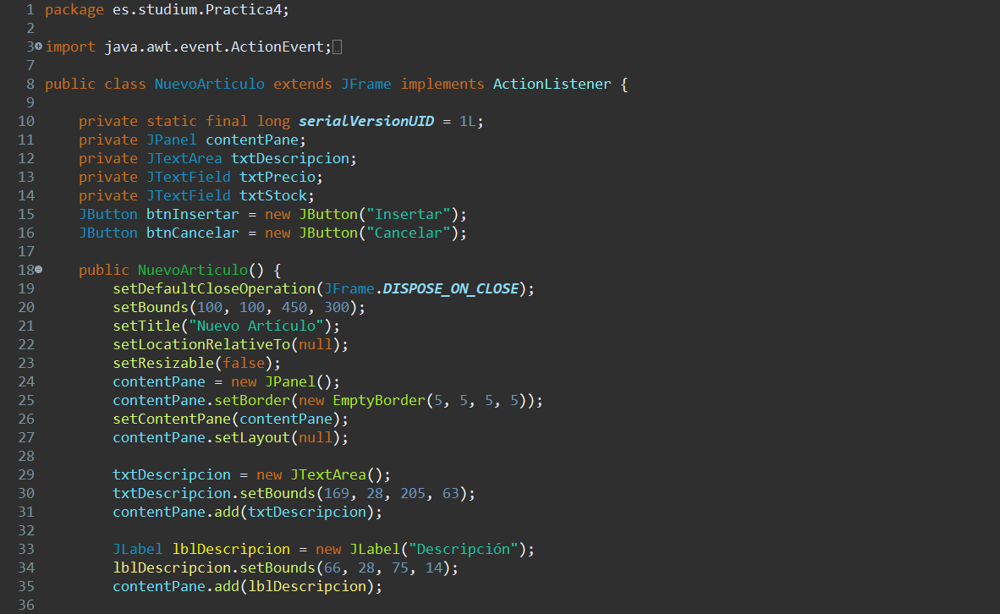 1 package es.studium.Practica4;
2
3 import java.awt.event.ActionEvent;
7
8 public class NuevoArticulo extends JFrame implements ActionListener {
9
10     private static final long serialVersionUID = 1L;
11     private JPanel contentPane;
12     private JTextArea txtDescripcion;
13     private JTextField txtPrecio;
14     private JTextField txtStock;
15     JButton btnInsertar = new JButton("Insertar");
16     JButton btnCancelar = new JButton("Cancelar");
17
18     public NuevoArticulo() {
19         setDefaultCloseOperation(JFrame.DISPOSE_ON_CLOSE);
20         setBounds(100, 100, 450, 300);
21         setTitle("Nuevo Artículo");
22         setLocationRelativeTo(null);
23         setResizable(false);
24         contentPane = new JPanel();
25         contentPane.setBorder(new EmptyBorder(5, 5, 5, 5));
26         setContentPane(contentPane);
27         contentPane.setLayout(null);
28
29         txtDescripcion = new JTextArea();
30         txtDescripcion.setBounds(169, 28, 205, 63);
31         contentPane.add(txtDescripcion);
32
33         JLabel lblDescripcion = new JLabel("Descripción");
34         lblDescripcion.setBounds(66, 28, 75, 14);
35         contentPane.add(lblDescripcion);
36